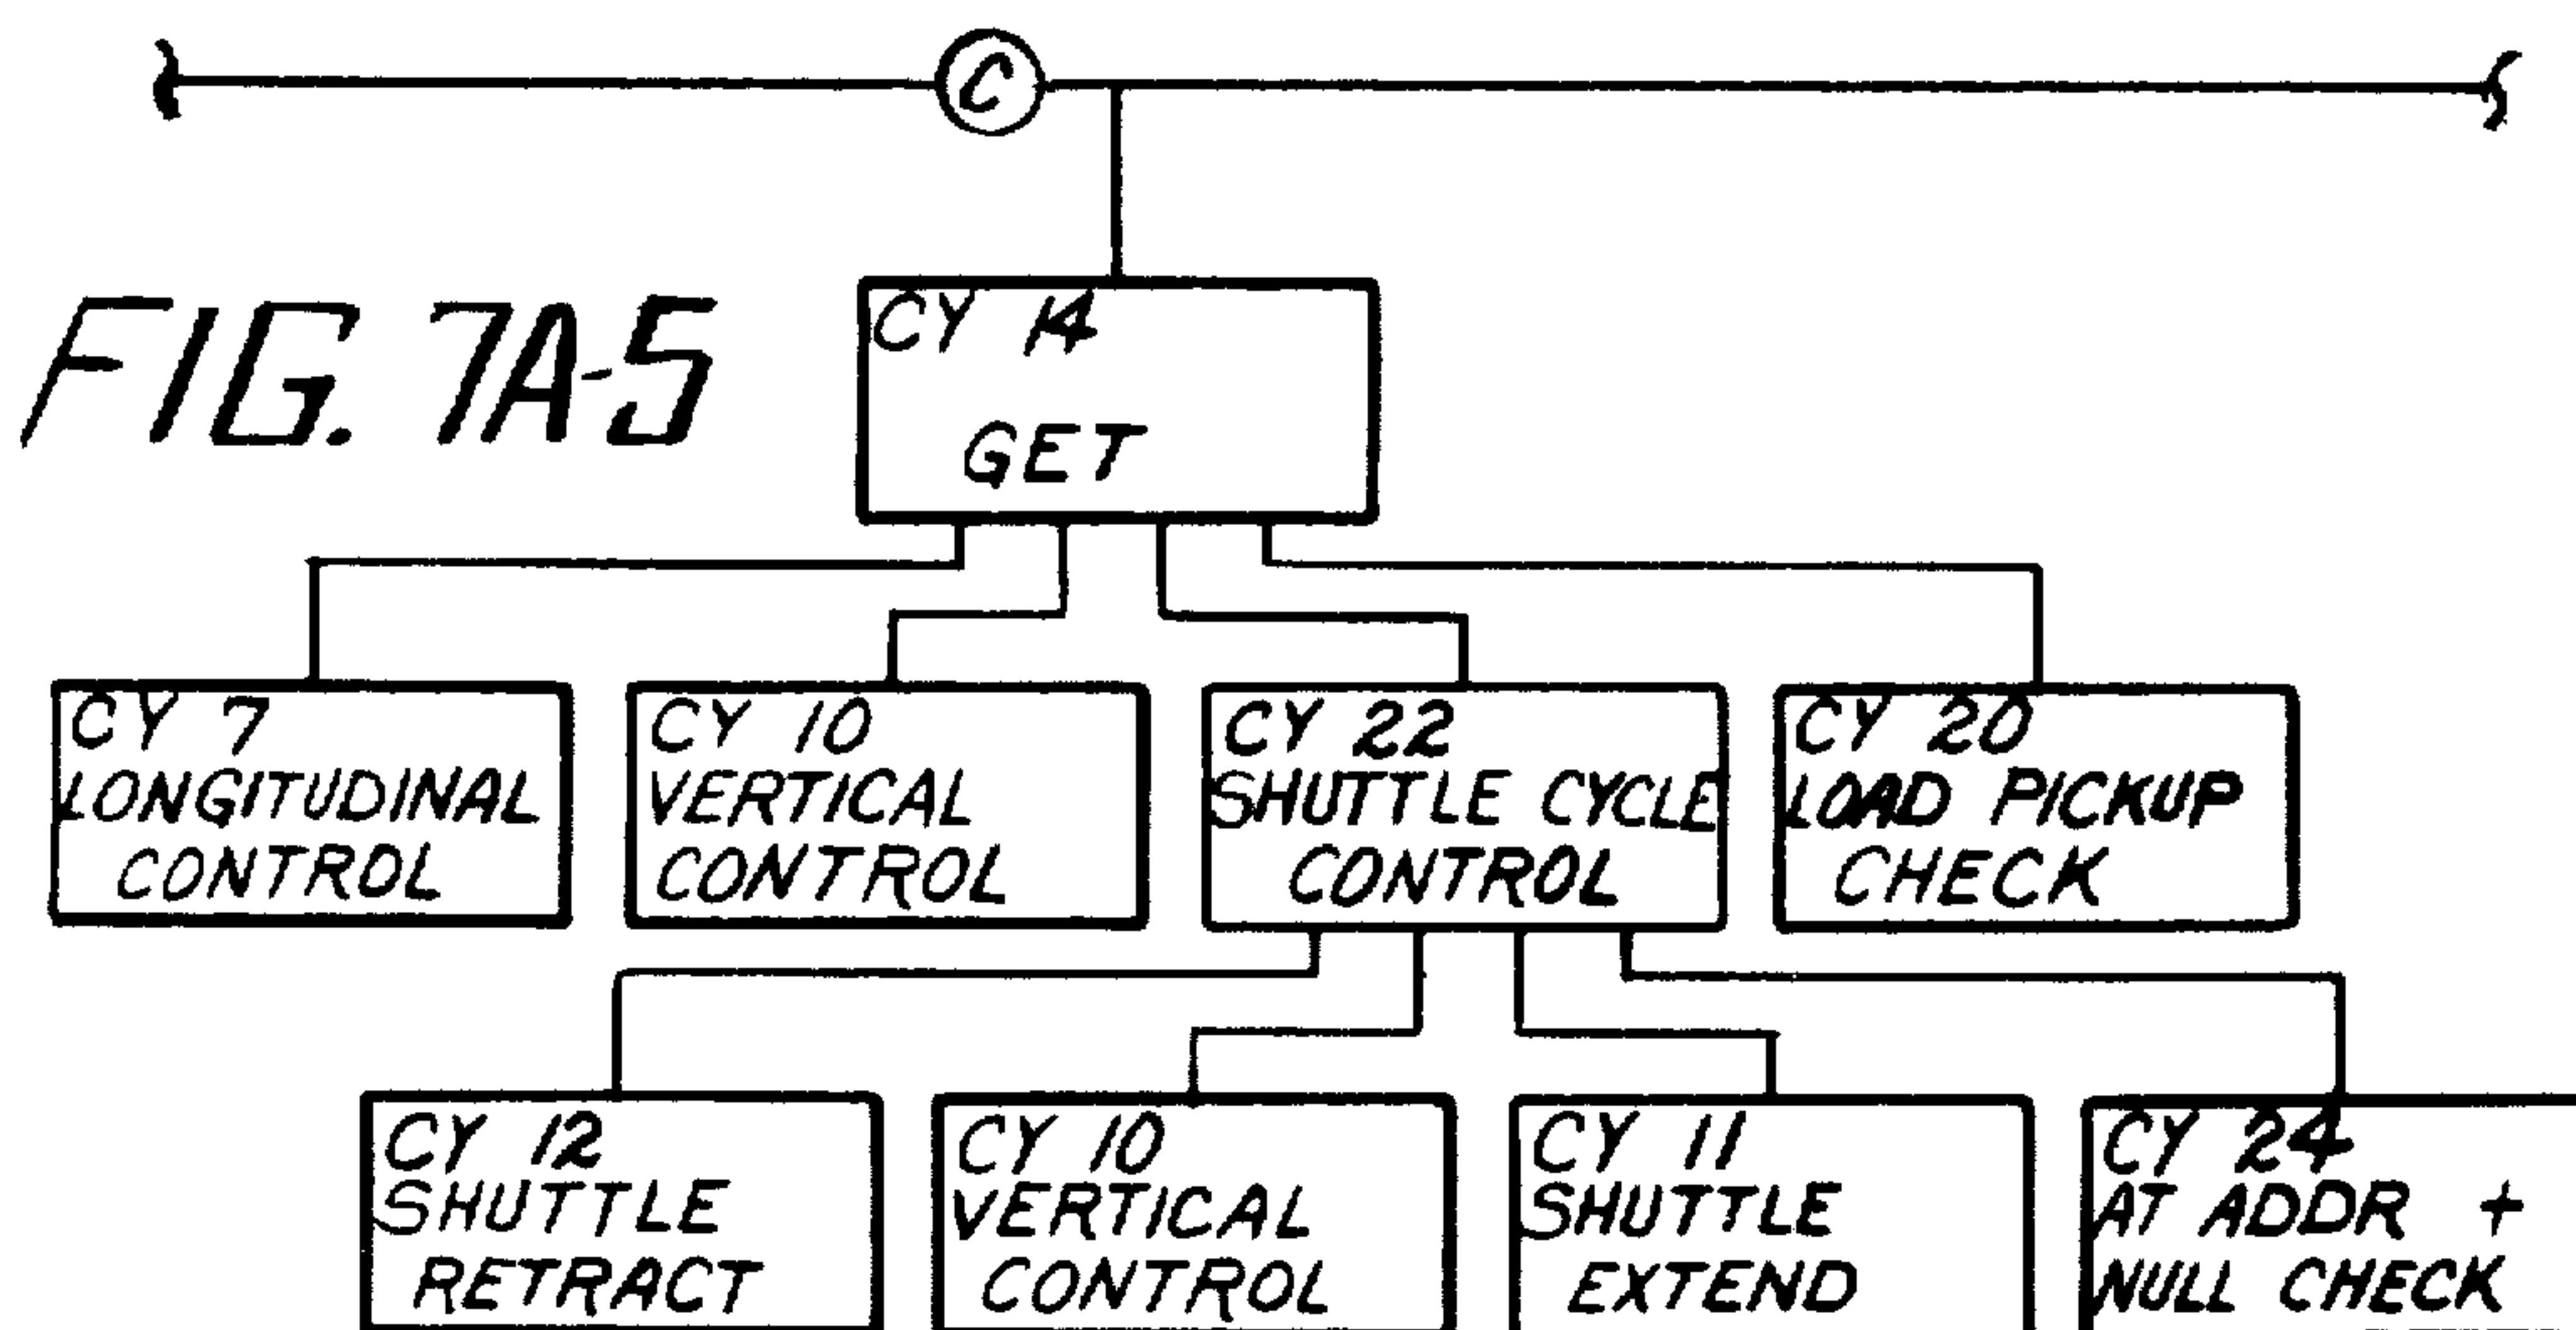 C
FIG. 7A-5
CY 14
GET
CY 7
LONGITUDINAL
CONTROL
CY 10
VERTICAL
CONTROL
CY 22
SHUTTLE CYCLE
CONTROL
CY 20
LOAD PICKUP
CHECK
CY 12
SHUTTLE
RETRACT
CY 10
VERTICAL
CONTROL
CY 11
SHUTTLE
EXTEND
CY 24
AT ADDR +
NULL CHECK